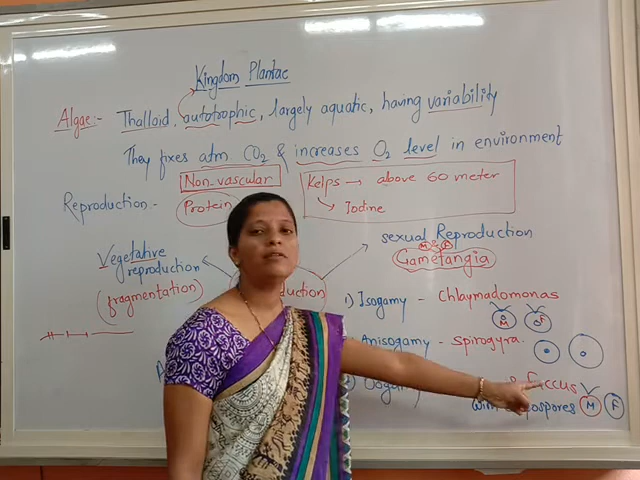 Kingdom Plantae
Algae:- Thalloid, autotrophic, largely aquatic, having variability
They fixes atm. CO2 & increases O2 level in environment
Non-vascular
Kelps → above 60 meter
→ Iodine
Reproduction:-
Protein
sexual Reproduction
M & F
Gametangia
Vegetative
reproduction
(fragmentation)
1) Isogamy - Chlaymadomonas
M F
Anisogamy - spirogyra.
Fuccus
with
M F